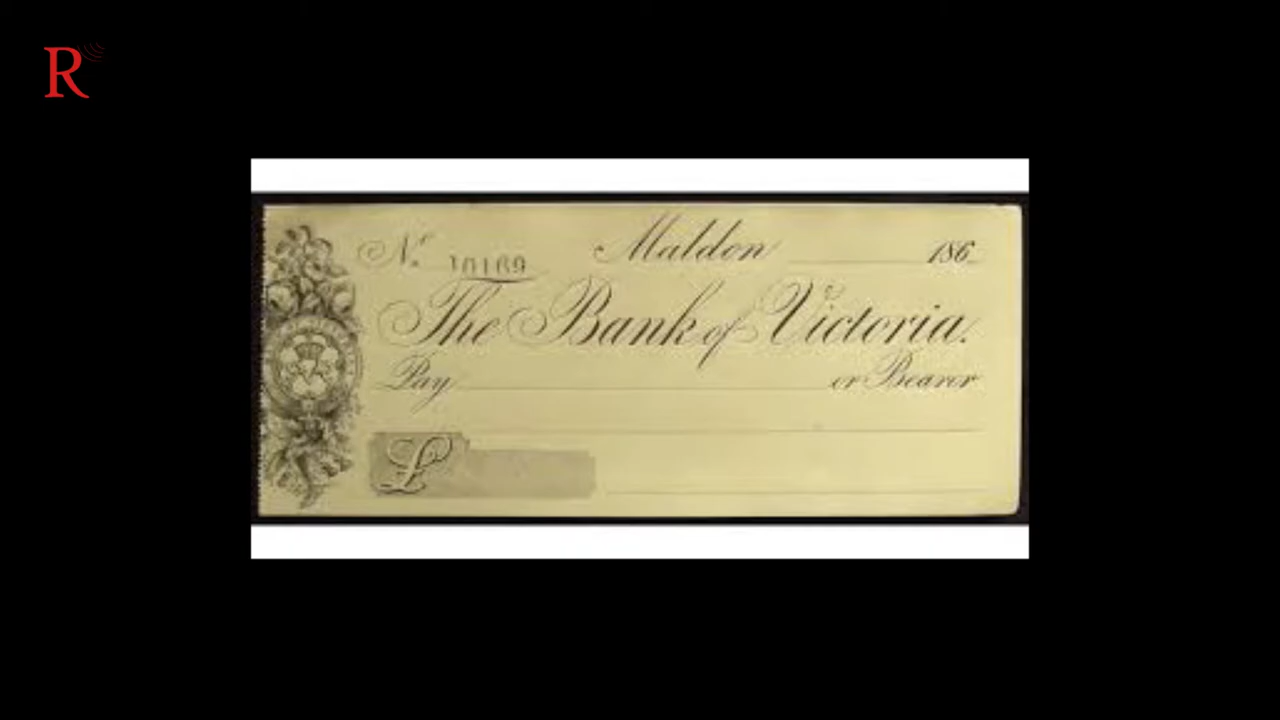 R
No. 10169 Maldon 186
The Bank of Victoria.
Pay or Bearer
£